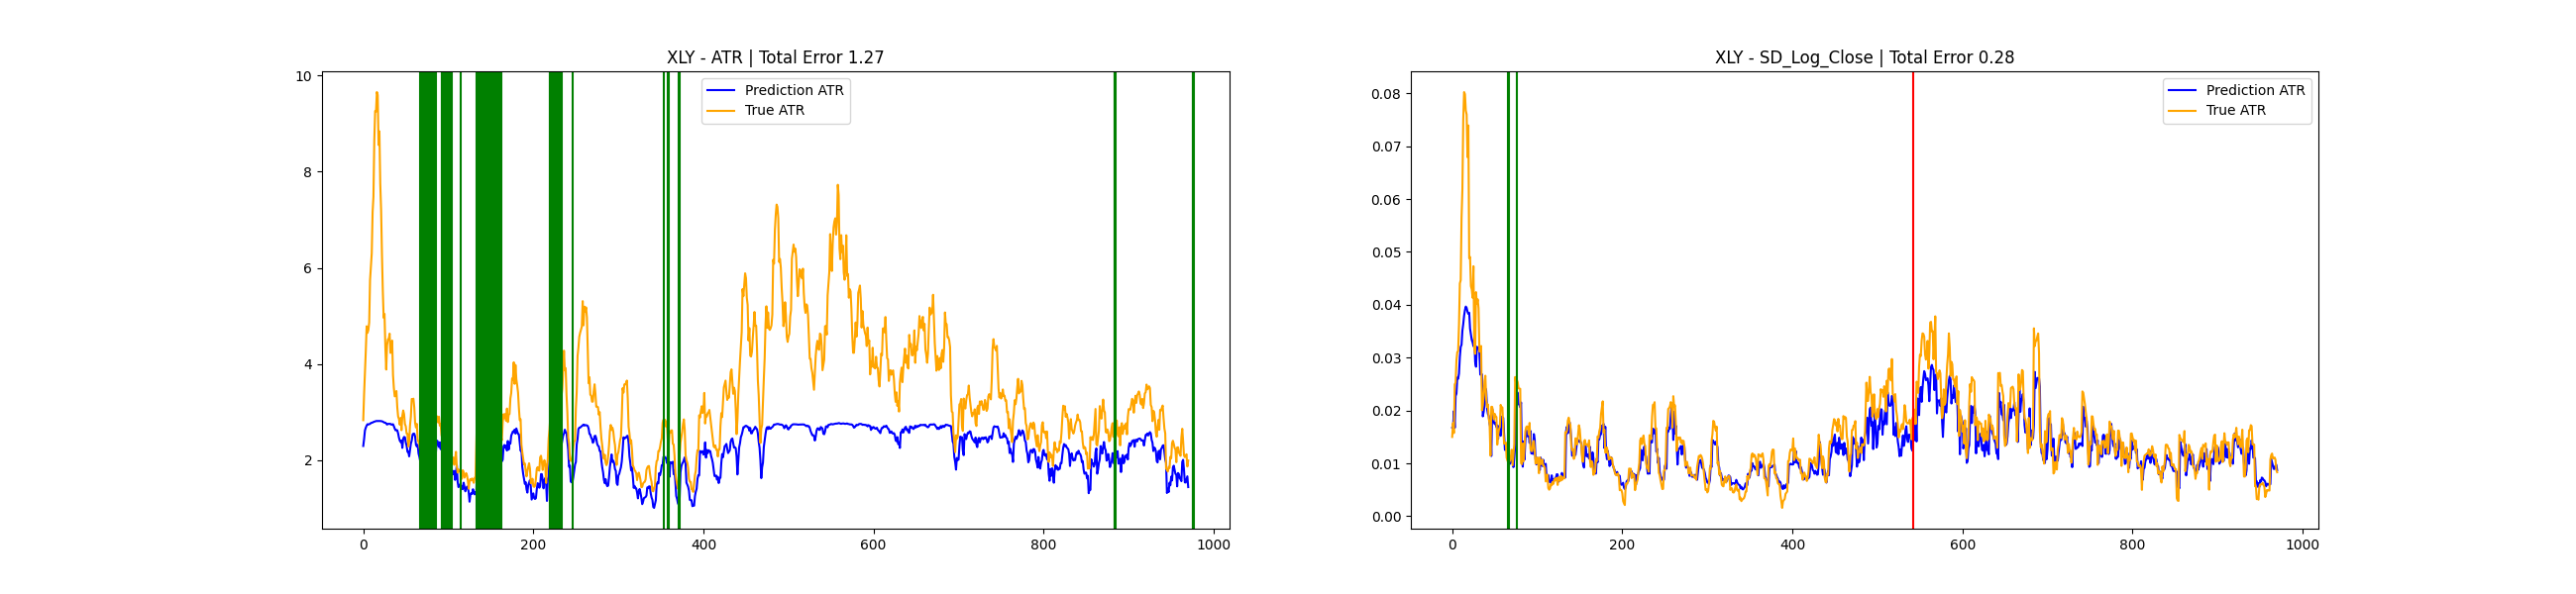 XLY - ATR | Total Error 1.27
Prediction ATR
True ATR
10
8
6
4
2
0 200 400 600 800 1000
XLY - SD_Log_Close | Total Error 0.28
Prediction ATR
True ATR
0.08
0.07
0.06
0.05
0.04
0.03
0.02
0.01
0.00
0 200 400 600 800 1000